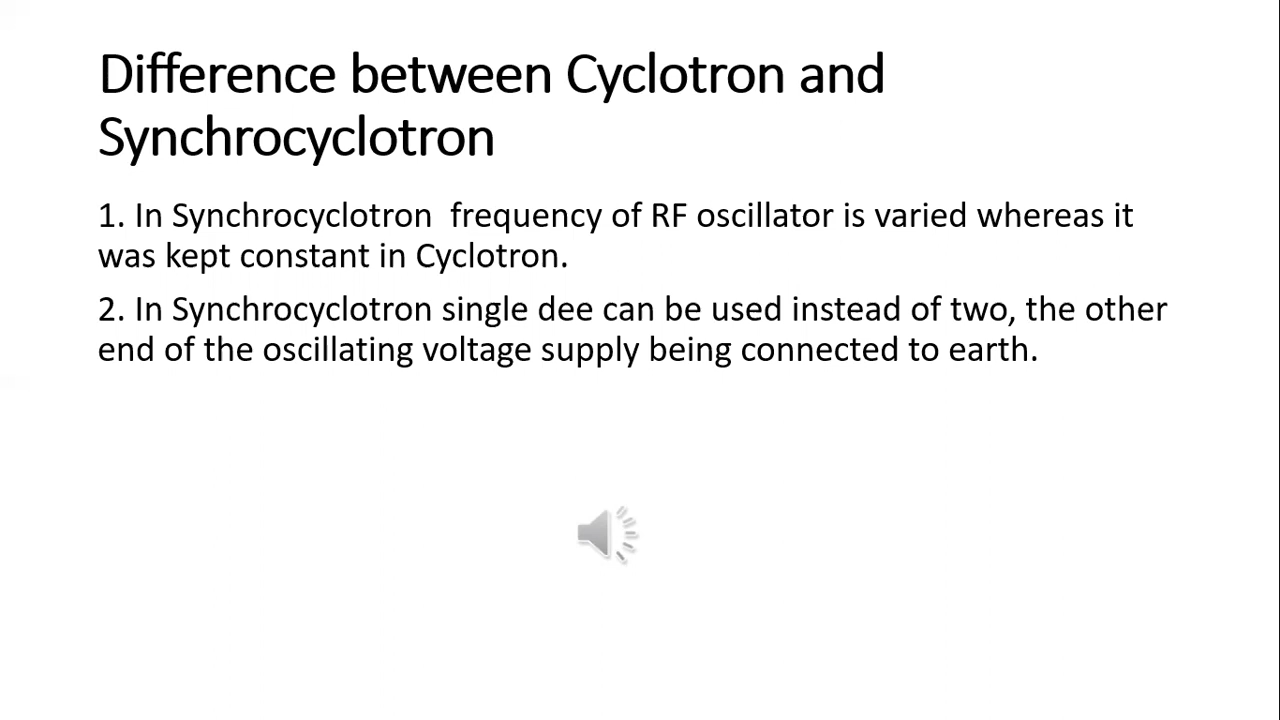 Difference between Cyclotron and
Synchrocyclotron
1. In Synchrocyclotron  frequency of RF oscillator is varied whereas it
was kept constant in Cyclotron.
2. In Synchrocyclotron single dee can be used instead of two, the other
end of the oscillating voltage supply being connected to earth.